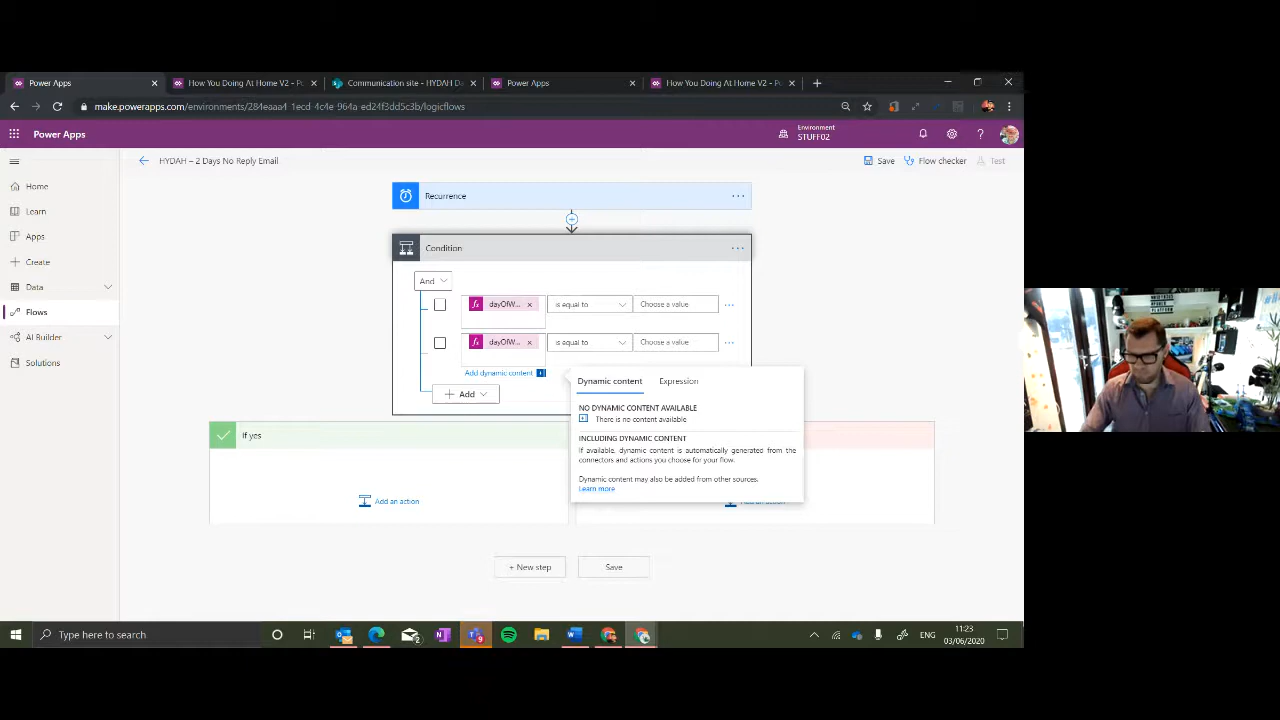 Power Apps
How You Doing At Home V2 - Po
Communication site - HYDAH Da
Power Apps
How You Doing At Home V2 - Po
make.powerapps.com/environments/284eaaa4-1ecd-4c4e-964a-ed24f3dd5c3b/logicflows
Power Apps
Environment
STUFF02
HYDAH – 2 Days No Reply Email
Save
Flow checker
Test
Home
Learn
Apps
Create
Data
Flows
AI Builder
Solutions
Recurrence
Condition
And
dayOfW...
is equal to
Choose a value
dayOfW...
is equal to
Choose a value
Add dynamic content
Add
Dynamic content
Expression
NO DYNAMIC CONTENT AVAILABLE
There is no content available
INCLUDING DYNAMIC CONTENT
If available, dynamic content is automatically generated from the
connectors and actions you choose for your flow.
Dynamic content may also be added from other sources.
Learn more
If yes
Add an action
Add an action
+ New step
Save
Type here to search
ENG
11:23
03/06/2020